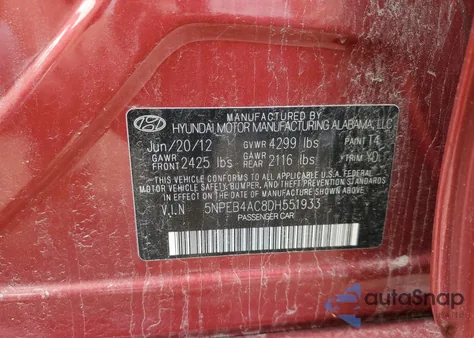 MANUFACTURED BY
HYUNDAI MOTOR MANUFACTURING ALABAMA, LLC
Jun/20/12 GVWR 4299 lbs PAINT T4
GAWR FRONT 2425 lbs GAWR REAR 2116 lbs TRIM YDI
THIS VEHICLE CONFORMS TO ALL APPLICABLE U.S.A FEDERAL
MOTOR VEHICLE SAFETY AND THEFT PREVENTION STANDARDS
IN EFFECT ON THE DATE OF MANUFACTURE SHOWN ABOVE.
V.I.N 5NPEB4AC8DH551933
PASSENGER CAR
autoSnap